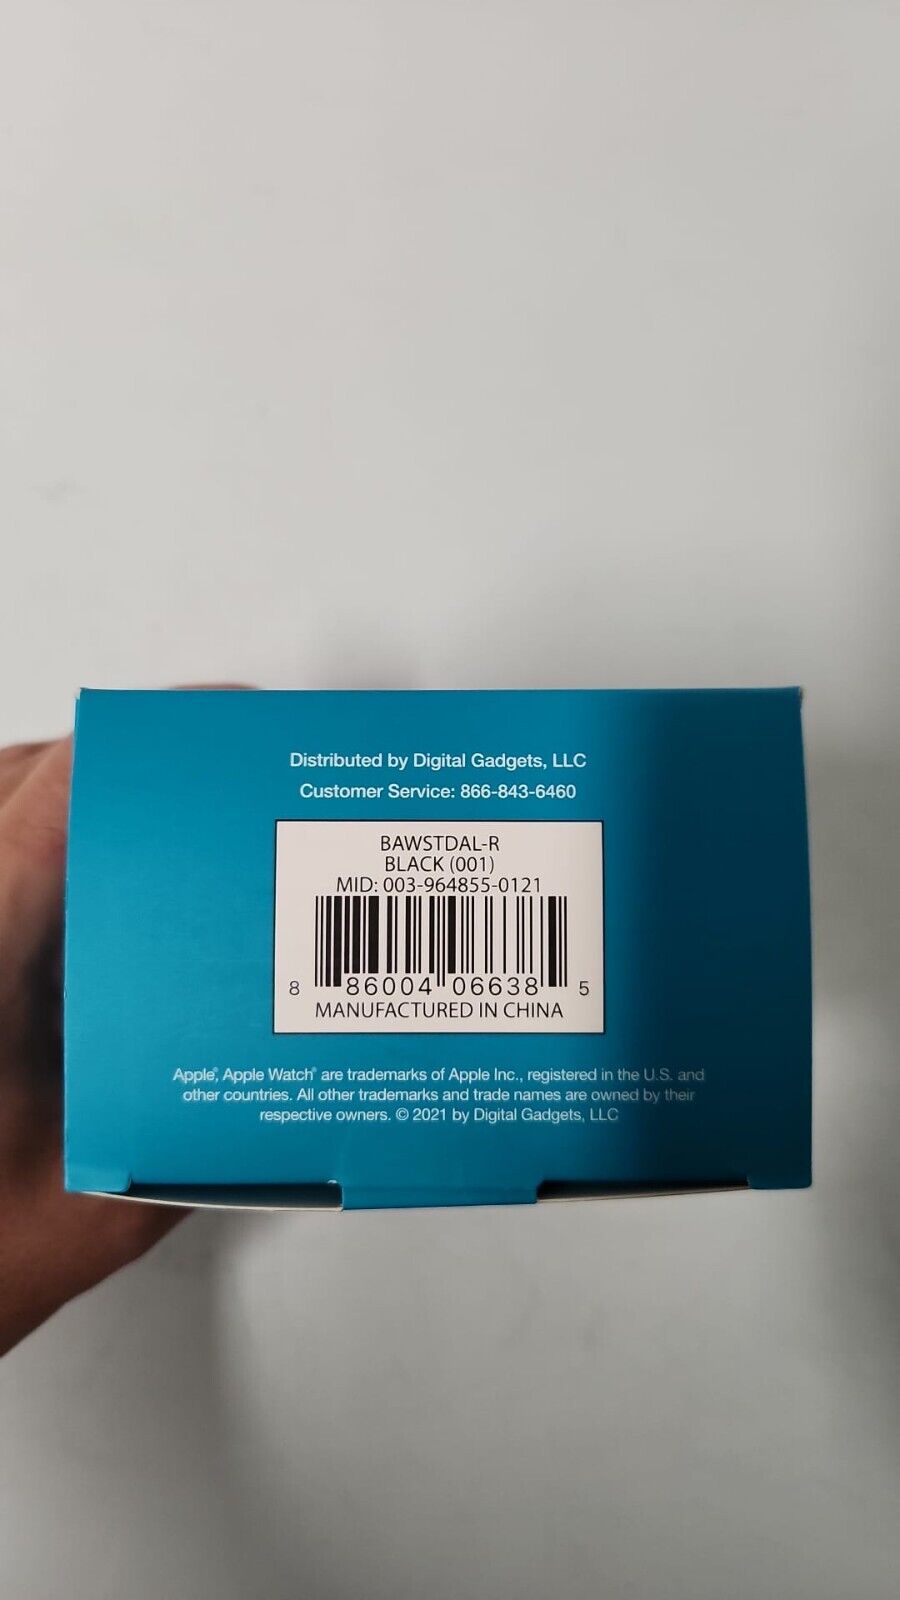 Distributed by Digital Gadgets, LLC
Customer Service: 866-843-6460
BAWSTDAL-R
BLACK (001)
MID: 003-964855-0121
8 86004 06638 5
MANUFACTURED IN CHINA
Apple®, Apple Watch® are trademarks of Apple Inc., registered in the U.S. and
other countries. All other trademarks and trade names are owned by their
respective owners. © 2021 by Digital Gadgets, LLC